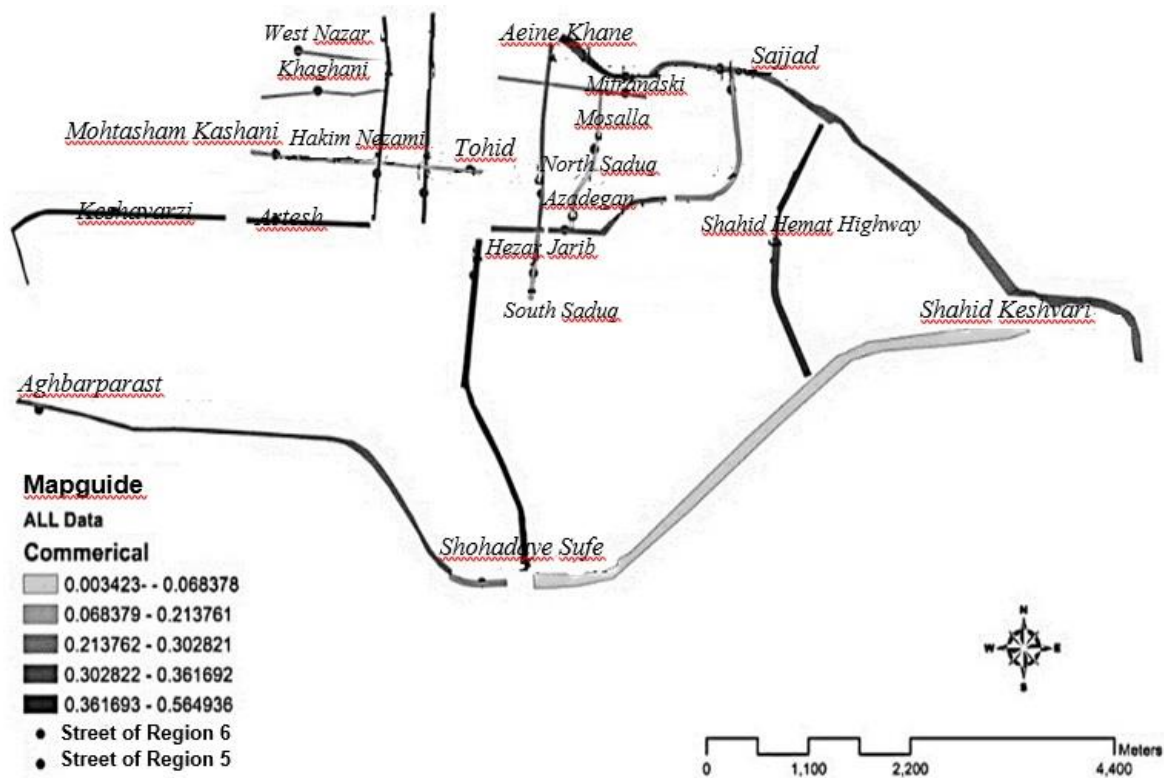 West Nazar
Aeine Khane
Khaghani
Sajjad
Mifrandski
Mosalla
Mohtasham Kashani
Hakim Nezami
Tohid
North Saduq
Azadegan
Keshavarzi
Artesh
Shahid Hemat Highway
Hezar Jarib
South Saduq
Shahid Keshvari
Aghbarparast
Shohadaye Sufe
Mapguide
ALL Data
Commerical
0.003423- - 0.068378
0.068379 - 0.213761
0.213762 - 0.302821
0.302822 - 0.361692
0.361693 - 0.564936
Street of Region 6
Street of Region 5
N
W
E
S
Meters
0
1,100
2,200
4,400